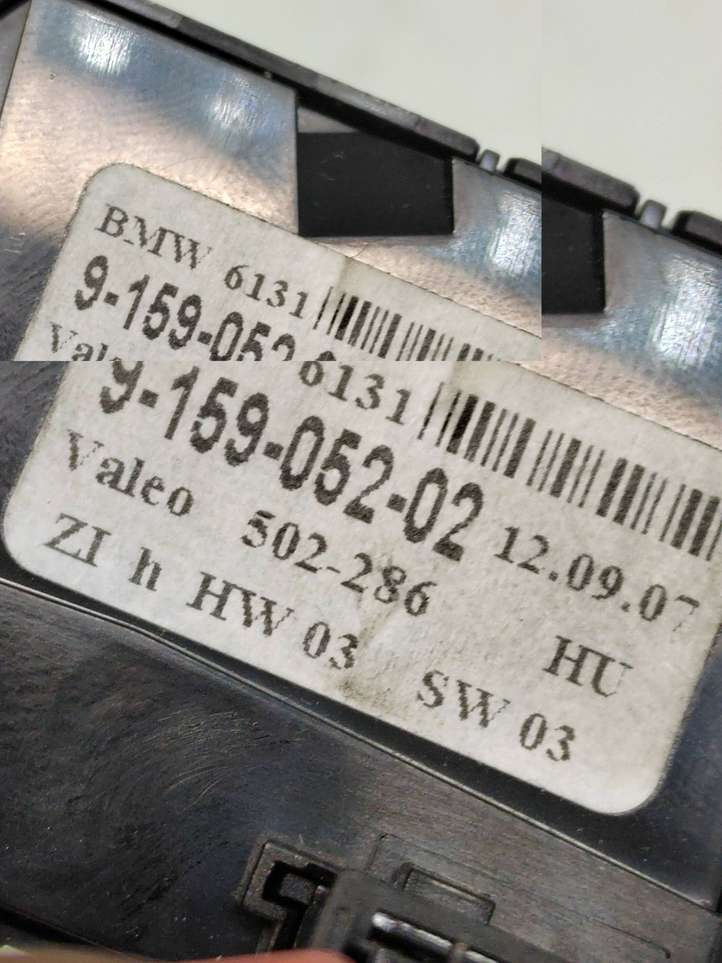 BMW 6131
9-159-052
Valeo
6131
9-159-052-02 12.09.07
Valeo 502-286 HU
ZI h HW 03 SW 03